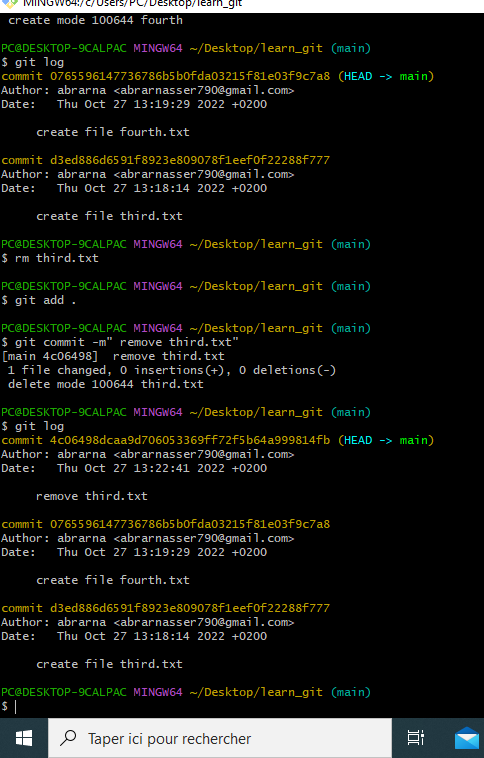 MINGW64:/c/Users/PC/Desktop/learn_git
create mode 100644 fourth
PC@DESKTOP-9CALPAC MINGW64 ~/Desktop/learn_git (main)
$ git log
commit 0765596147736786b5b0fda03215f81e03f9c7a8 (HEAD -> main)
Author: abrarna <abrarnasser790@gmail.com>
Date:   Thu Oct 27 13:19:29 2022 +0200
create file fourth.txt
commit d3ed886d6591f8923e809078f1eef0f22288f777
Author: abrarna <abrarnasser790@gmail.com>
Date:   Thu Oct 27 13:18:14 2022 +0200
create file third.txt
PC@DESKTOP-9CALPAC MINGW64 ~/Desktop/learn_git (main)
$ rm third.txt
PC@DESKTOP-9CALPAC MINGW64 ~/Desktop/learn_git (main)
$ git add .
PC@DESKTOP-9CALPAC MINGW64 ~/Desktop/learn_git (main)
$ git commit -m" remove third.txt"
[main 4c06498]  remove third.txt
1 file changed, 0 insertions(+), 0 deletions(-)
delete mode 100644 third.txt
PC@DESKTOP-9CALPAC MINGW64 ~/Desktop/learn_git (main)
$ git log
commit 4c06498dcaa9d706053369ff72f5b64a999814fb (HEAD -> main)
Author: abrarna <abrarnasser790@gmail.com>
Date:   Thu Oct 27 13:22:41 2022 +0200
remove third.txt
commit 0765596147736786b5b0fda03215f81e03f9c7a8
Author: abrarna <abrarnasser790@gmail.com>
Date:   Thu Oct 27 13:19:29 2022 +0200
create file fourth.txt
commit d3ed886d6591f8923e809078f1eef0f22288f777
Author: abrarna <abrarnasser790@gmail.com>
Date:   Thu Oct 27 13:18:14 2022 +0200
create file third.txt
PC@DESKTOP-9CALPAC MINGW64 ~/Desktop/learn_git (main)
$
Taper ici pour rechercher